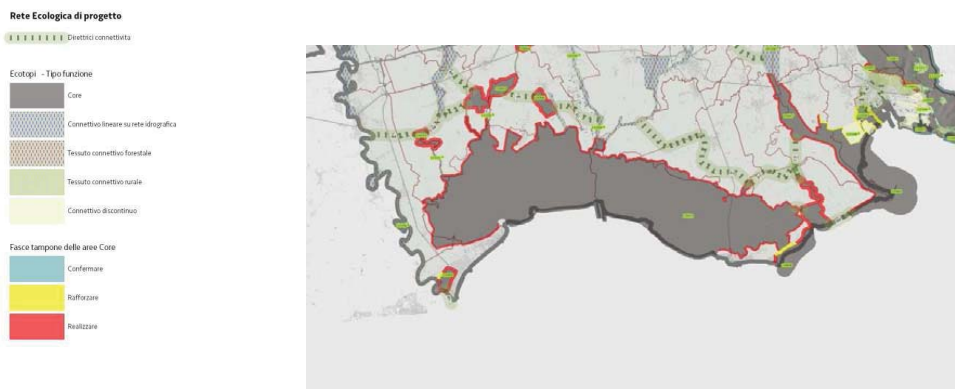 Rete Ecologica di progetto
Direttrici connettivita
Ecotopi - Tipo funzione
Core
Connettivo lineare su rete idrografica
Tessuto connettivo forestale
Tessuto connettivo rurale
Connettivo discontinuo
Fasce tampone delle aree Core
Confermare
Rafforzare
Realizzare